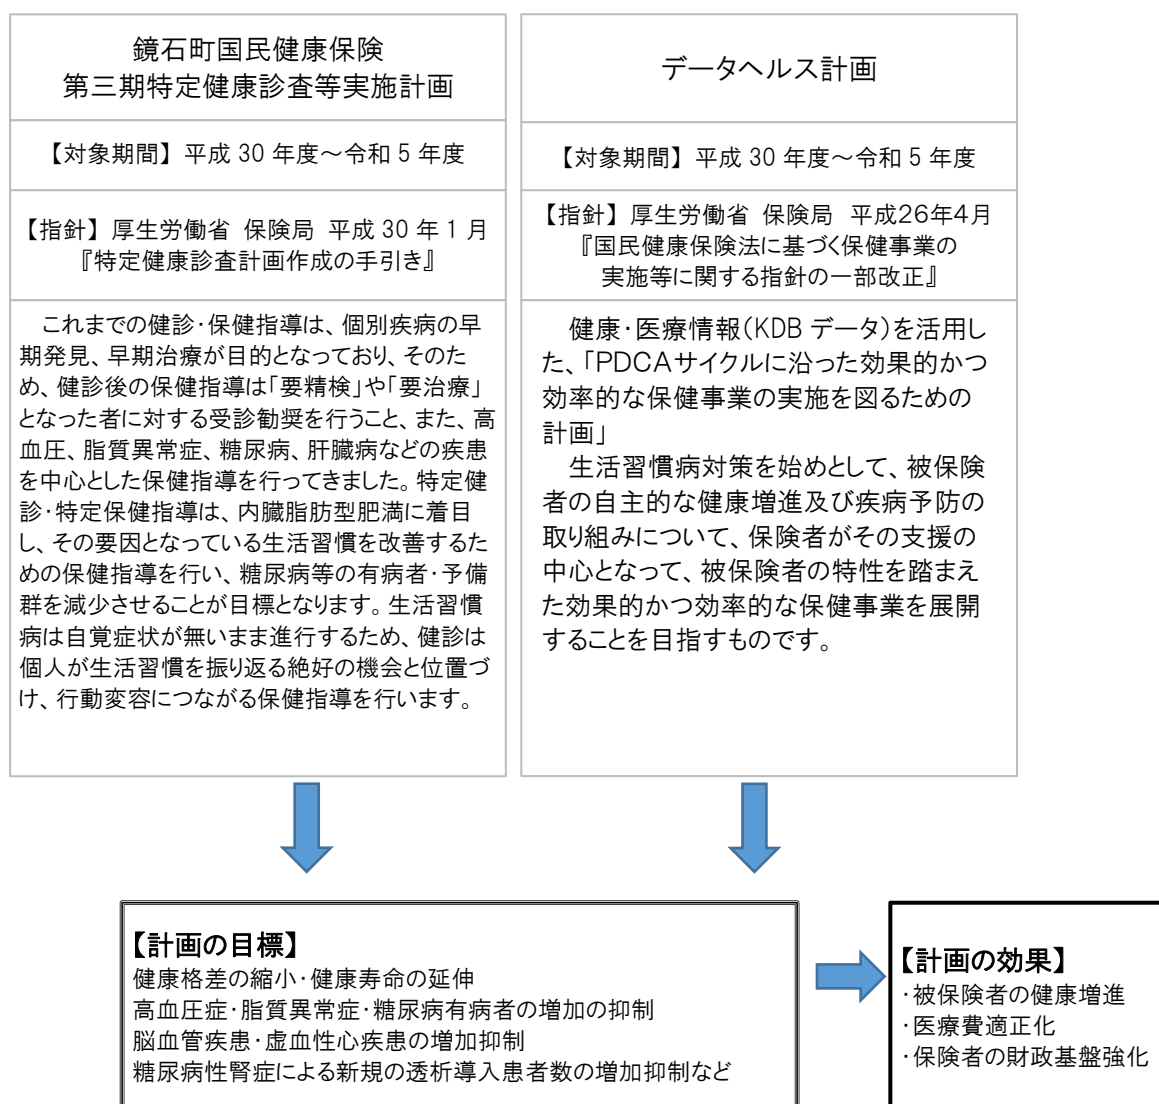 鏡石町国民健康保険
第三期特定健康診査等実施計画
【対象期間】平成 30 年度～令和 5 年度
【指針】厚生労働省 保険局 平成 30 年 1 月
『特定健康診査計画作成の手引き』
これまでの健診・保健指導は、個別疾病の早
期発見、早期治療が目的となっており、そのた
め、健診後の保健指導は「要精検」や「要治療」
となった者に対する受診勧奨を行うこと、また、高
血圧、脂質異常症、糖尿病、肝臓病などの疾患
を中心とした保健指導を行ってきました。特定健
診・特定保健指導は、内臓脂肪型肥満に着目
し、その要因となっている生活習慣を改善するた
めの保健指導を行い、糖尿病等の有病者・予備
群を減少させることが目標となります。生活習慣
病は自覚症状が無いまま進行するため、健診は
個人が生活習慣を振り返る絶好の機会と位置づ
け、行動変容につながる保健指導を行います。
データヘルス計画
【対象期間】平成 30 年度～令和 5 年度
【指針】厚生労働省 保険局 平成26年4月
『国民健康保険法に基づく保健事業の
実施等に関する指針の一部改正』
健康・医療情報(KDB データ)を活用し
た、「PDCAサイクルに沿った効果的かつ
効率的な保健事業の実施を図るための
計画」
生活習慣病対策を始めとして、被保険
者の自主的な健康増進及び疾病予防の
取り組みについて、保険者がその支援の
中心となって、被保険者の特性を踏まえ
た効果的かつ効率的な保健事業を展開
することを目指すものです。
【計画の目標】
健康格差の縮小・健康寿命の延伸
高血圧症・脂質異常症・糖尿病有病者の増加の抑制
脳血管疾患・虚血性心疾患の増加抑制
糖尿病性腎症による新規の透析導入患者数の増加抑制など
【計画の効果】
・被保険者の健康増進
・医療費適正化
・保険者の財政基盤強化